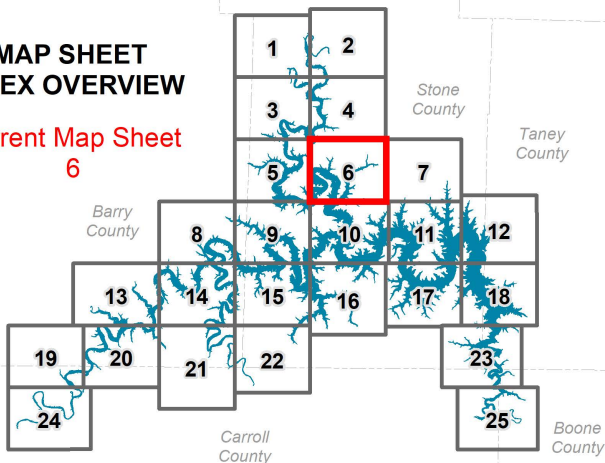 MAP SHEET
EX OVERVIEW
rent Map Sheet
6
1
2
3
4
Stone
County
Taney
County
5
6
7
Barry
County
8
9
10
11
12
13
14
15
16
17
18
19
20
21
22
23
24
25
Carroll
County
Boone
County